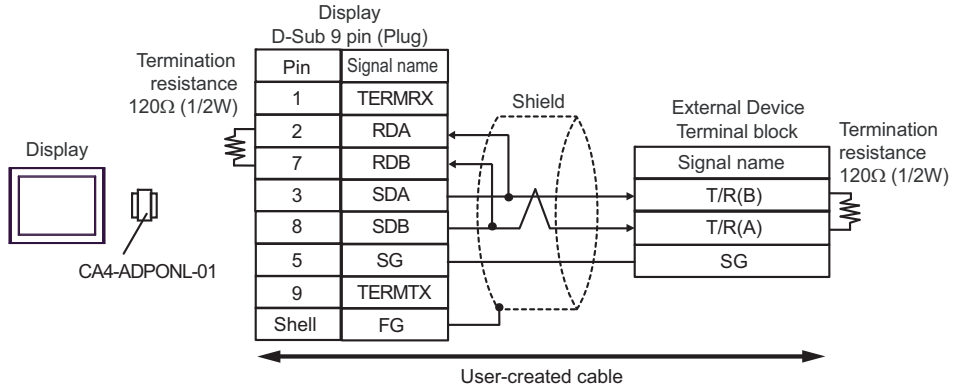 Display
D-Sub 9 pin (Plug)
Termination
resistance
120Ω (1/2W)
Pin Signal name
1 TERMRX
2 RDA
7 RDB
3 SDA
8 SDB
5 SG
9 TERMTX
Shell FG
Shield
External Device
Terminal block
Signal name
T/R(B)
T/R(A)
SG
Termination
resistance
120Ω (1/2W)
Display
CA4-ADPONL-01
User-created cable